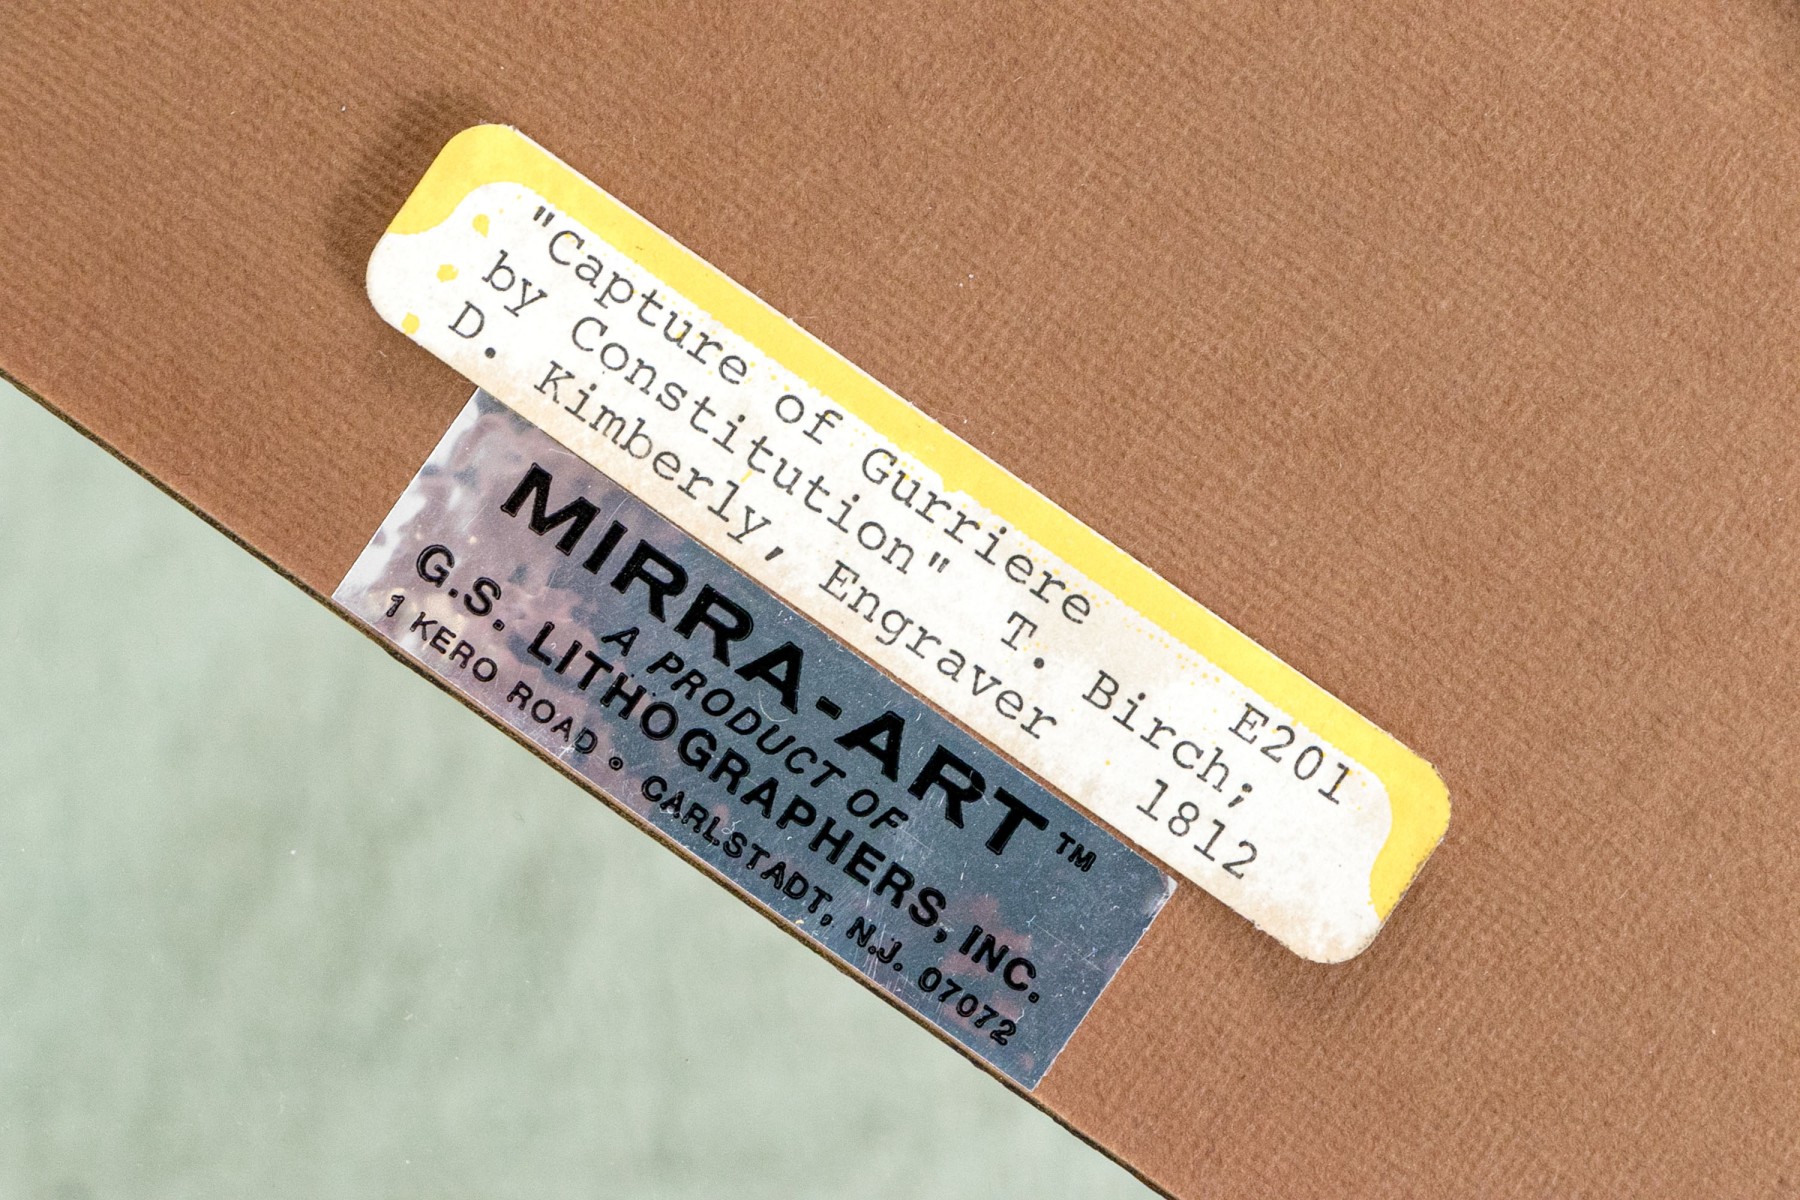 "Capture of Gurriere E201
by Constitution" T. Birch;
D. Kimberly, Engraver 1812
MIRRA-ART™
A PRODUCT OF
G.S. LITHOGRAPHERS, INC.
1 KERO ROAD • CARLSTADT, N.J. 07072